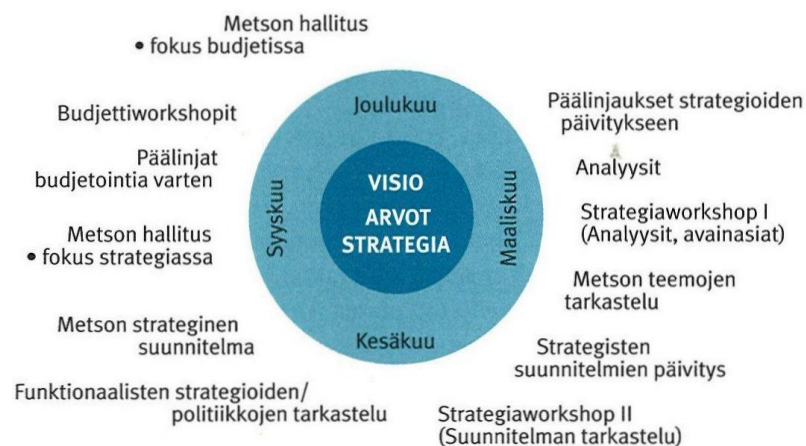 Metson hallitus
• fokus budjetissa
Budjettiworkshopit
Päälinjat
budjetointia varten
Metson hallitus
• fokus strategiassa
Metson strateginen
suunnitelma
Funktionaalisten strategioiden/
politiikkojen tarkastelu
Joulukuu
Syyskuu
VISIO
ARVOT
STRATEGIA
Maaliskuu
Kesäkuu
Päälinjaukset strategioiden
päivitykseen
Analyysit
Strategiaworkshop I
(Analyysit, avainasiat)
Metson teemojen
tarkastelu
Strategisten
suunnitelmien päivitys
Strategiaworkshop II
(Suunnitelman tarkastelu)